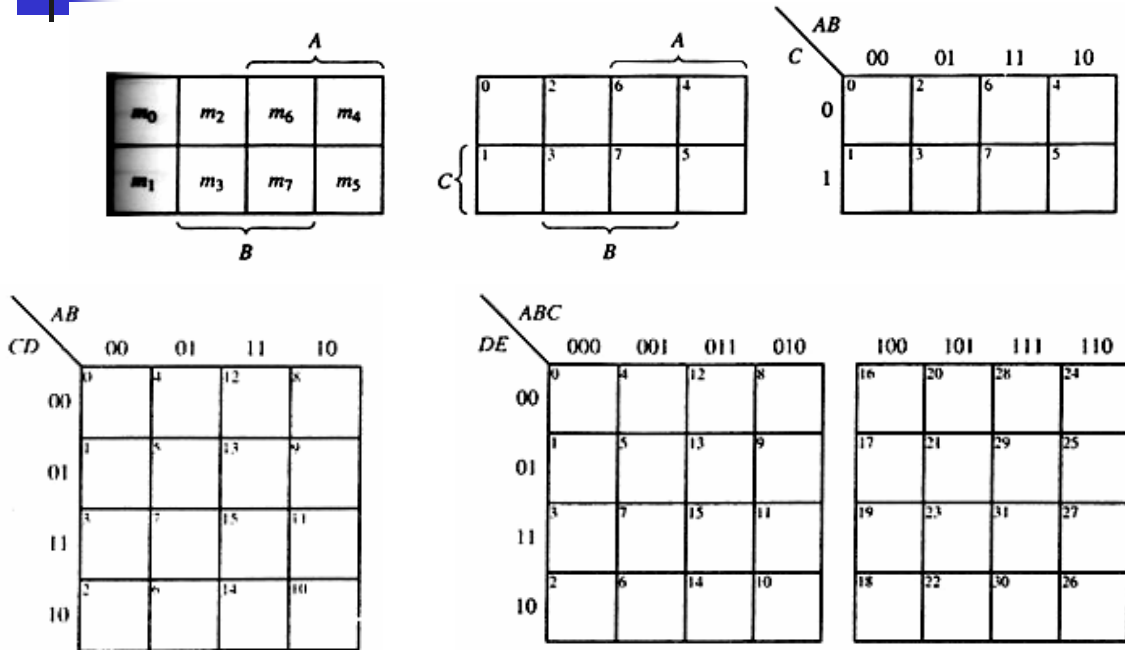 A
m0 m2 m6 m4
m1 m3 m7 m5
B
A
0 2 6 4
C 1 3 7 5
B
AB
C 00 01 11 10
0 0 2 6 4
1 1 3 7 5
AB
CD 00 01 11 10
00 0 4 12 8
01 1 5 13 9
11 3 7 15 11
10 2 6 14 10
ABC
DE 000 001 011 010 100 101 111 110
00 0 4 12 8 16 20 28 24
01 1 5 13 9 17 21 29 25
11 3 7 15 11 19 23 31 27
10 2 6 14 10 18 22 30 26